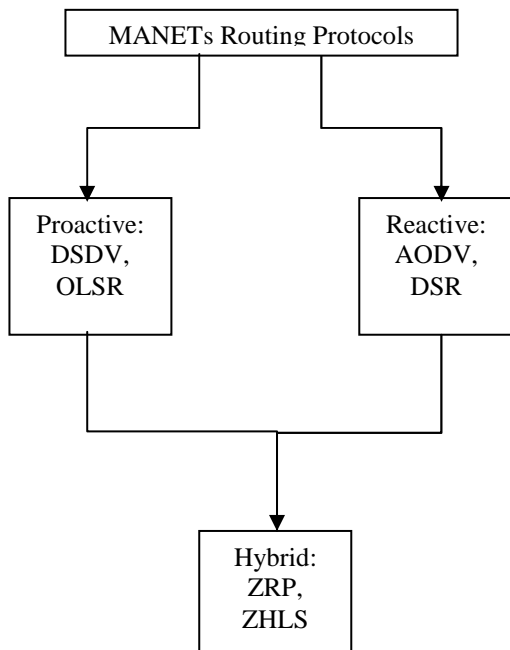 MANETs Routing Protocols
Proactive:
DSDV,
OLSR
Reactive:
AODV,
DSR
Hybrid:
ZRP,
ZHLS